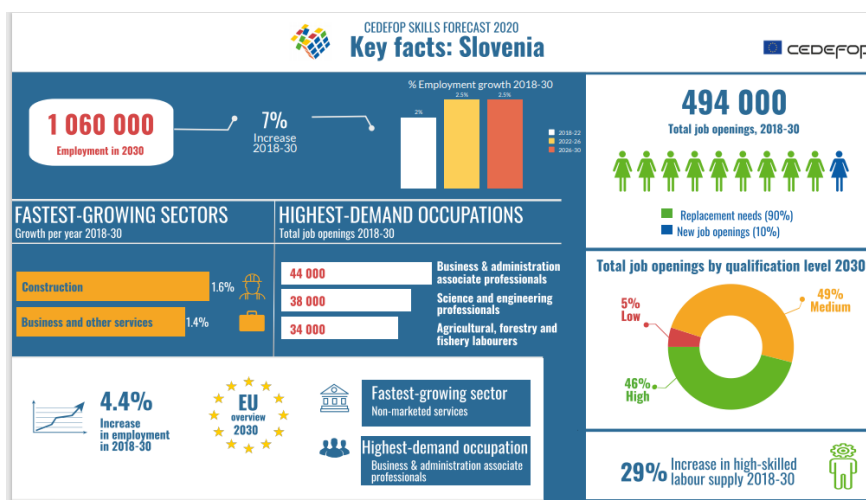 CEDEFOP SKILLS FORECAST 2020
Key facts: Slovenia
CEDEFOP
1 060 000
Employment in 2030
7%
Increase
2018-30
% Employment growth 2018-30
2%
2.5%
2.5%
2018-22
2022-26
2026-30
494 000
Total job openings, 2018-30
Replacement needs (90%)
New job openings (10%)
FASTEST-GROWING SECTORS
Growth per year 2018-30
Construction
1.6%
Business and other services
1.4%
HIGHEST-DEMAND OCCUPATIONS
Total job openings 2018-30
44 000
Business & administration
associate professionals
38 000
Science and engineering
professionals
34 000
Agricultural, forestry and
fishery labourers
Total job openings by qualification level 2030
5%
Low
49%
Medium
46%
High
4.4%
Increase
in employment
in 2018-30
EU
overview
2030
Fastest-growing sector
Non-marketed services
Highest-demand occupation
Business & administration associate
professionals
29%
Increase in high-skilled
labour supply 2018-30